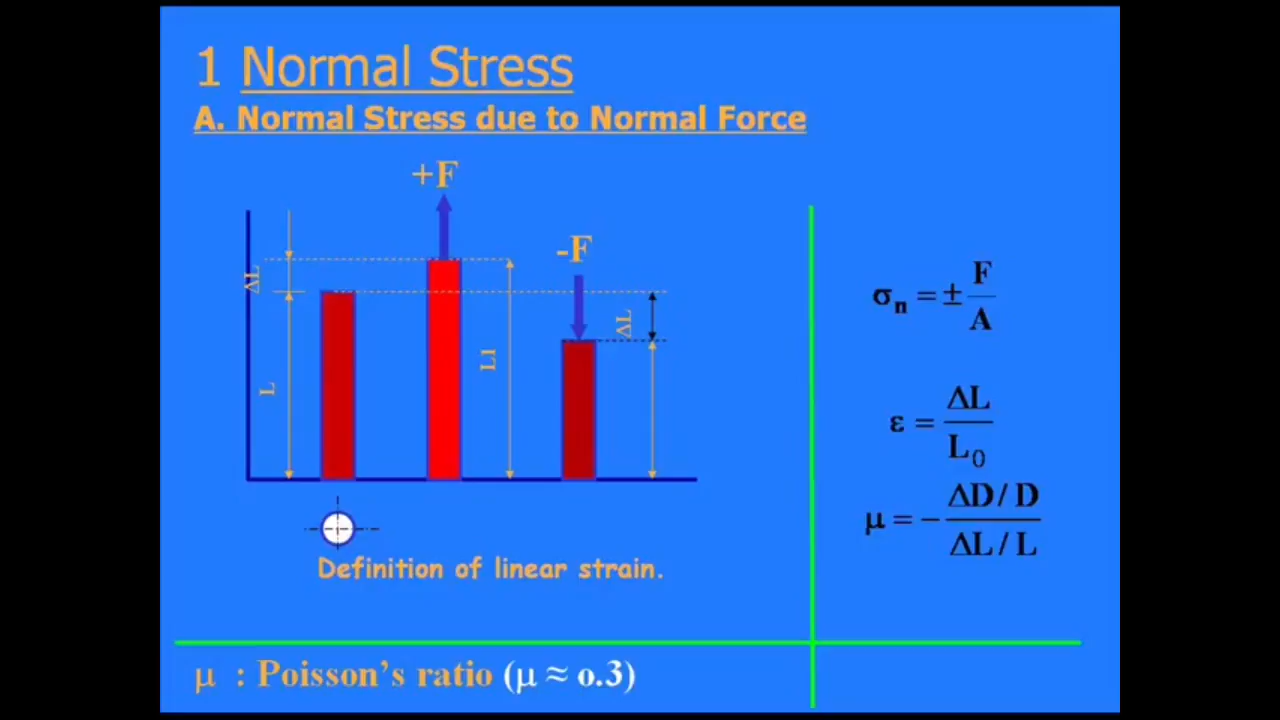 1 Normal Stress
A. Normal Stress due to Normal Force
+F
-F
ΔL
L
L1
ΔL
σn = ± F / A
ε = ΔL / L0
μ = − ΔD / D / ΔL / L
Definition of linear strain.
μ : Poisson's ratio (μ ≈ o.3)